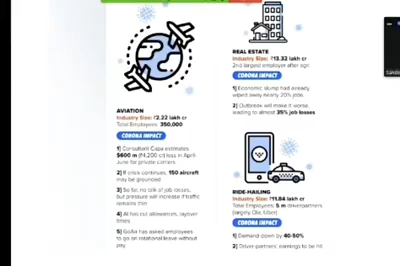 AVIATION
Industry Size: ₹2.22 lakh cr
Total Employees: 350,000
CORONA IMPACT
1) Consultant Capa estimates
$600 m (₹4,200 cr) loss in April-
June for private carriers
2) If crisis continues, 150 aircraft
may be grounded
3) So far, no talk of job losses,
but pressure will increase if traffic
remains thin
4) AI has cut allowances, layover
times
5) GoAir has asked employees
to go on rotational leave without
pay
REAL ESTATE
Industry Size: ₹13.32 lakh cr
2nd largest employer after agri
CORONA IMPACT
1) Economic slump had already
wiped away nearly 20% jobs
2) Outbreak will make it worse,
leading to almost 35% job losses
RIDE-HAILING
Industry Size: ₹11.84 lakh cr
Total Employees: 5 m driverpartners
(largely Ola, Uber)
CORONA IMPACT
1) Demand down by 40-50%
2) Driver-partners' earnings to be hit